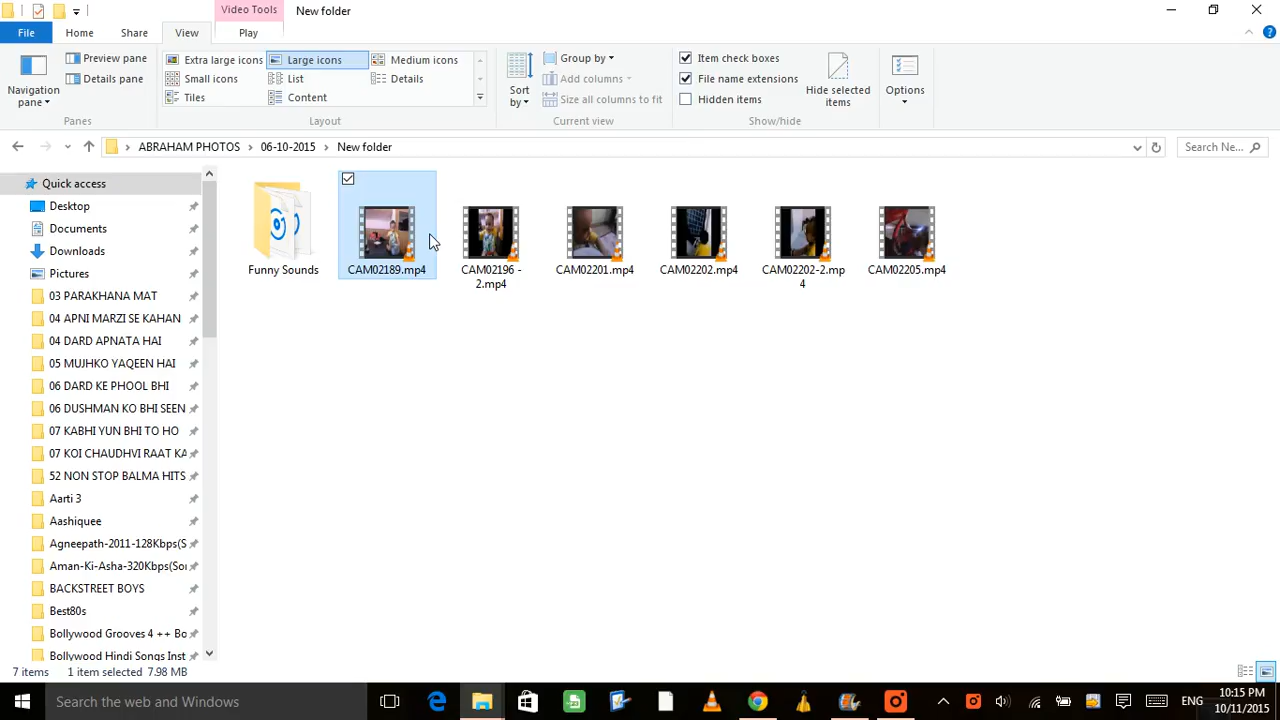 Video Tools
New folder
File
Home
Share
View
Play
Navigation pane
Preview pane
Details pane
Panes
Extra large icons
Large icons
Medium icons
Small icons
List
Details
Tiles
Content
Layout
Sort by
Group by
Add columns
Size all columns to fit
Current view
Item check boxes
File name extensions
Hidden items
Hide selected items
Show/hide
Options
ABRAHAM PHOTOS
06-10-2015
New folder
Search Ne...
Quick access
Desktop
Documents
Downloads
Pictures
03 PARAKHANA MAT
04 APNI MARZI SE KAHAN
04 DARD APNATA HAI
05 MUJHKO YAQEEN HAI
06 DARD KE PHOOL BHI
06 DUSHMAN KO BHI SEEN
07 KABHI YUN BHI TO HO
07 KOI CHAUDHVI RAAT KA
52 NON STOP BALMA HITS
Aarti 3
Aashiquee
Agneepath-2011-128Kbps(S
Aman-Ki-Asha-320Kbps(Sor
BACKSTREET BOYS
Best80s
Bollywood Grooves 4 ++ Bo
Bollywood Hindi Songs Inst
Funny Sounds
CAM02189.mp4
CAM02196 -
2.mp4
CAM02201.mp4
CAM02202.mp4
CAM02202-2.mp
4
CAM02205.mp4
7 items
1 item selected 7.98 MB
Search the web and Windows
ENG
10:15 PM
10/11/2015